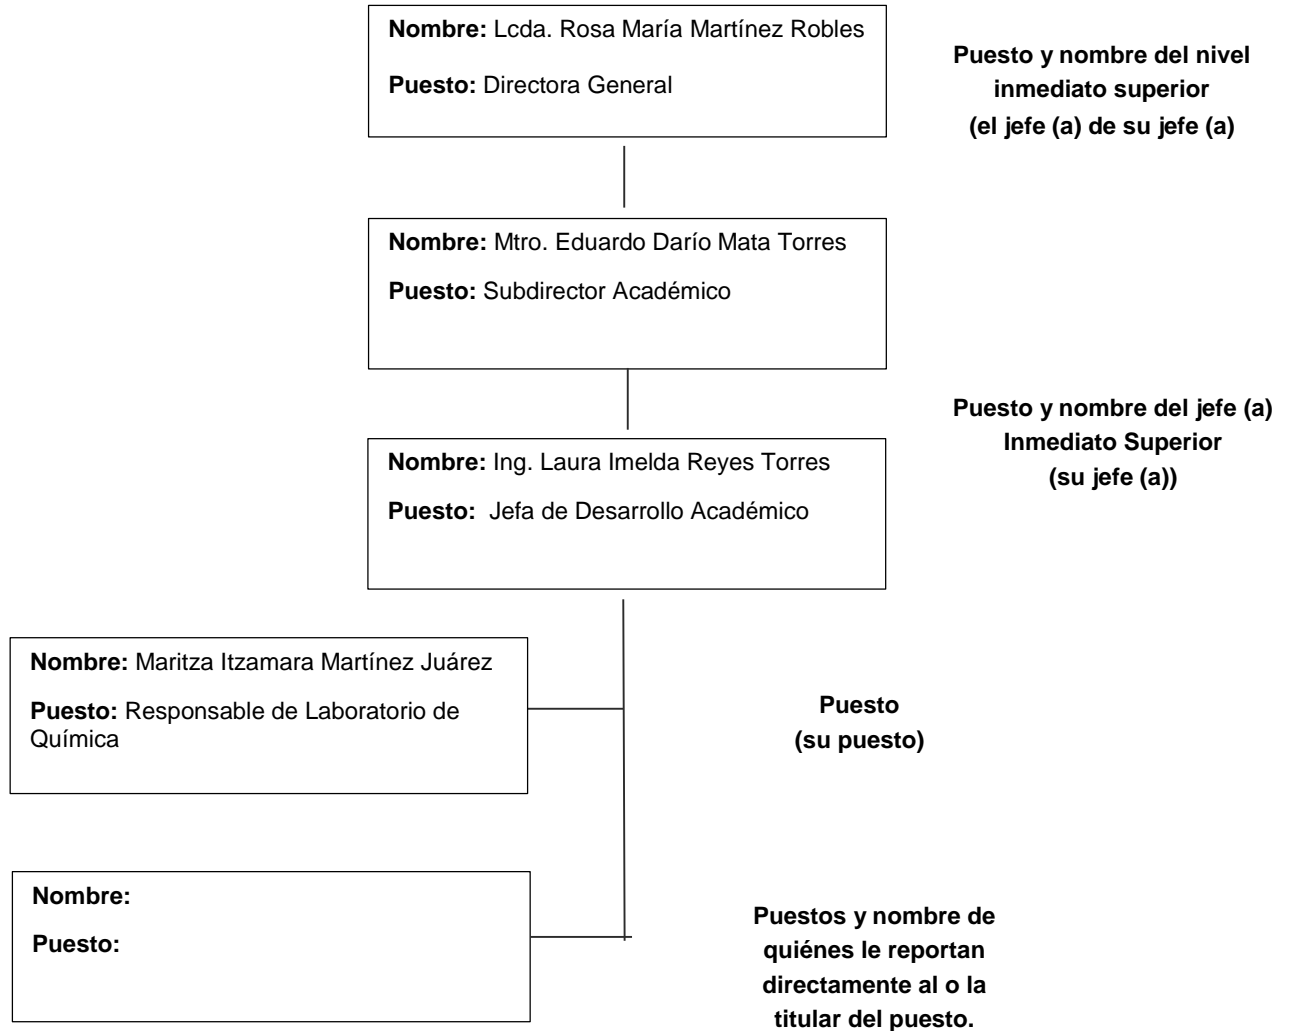 Nombre: Lcda. Rosa María Martínez Robles
Puesto: Directora General
Puesto y nombre del nivel
inmediato superior
(el jefe (a) de su jefe (a)
Nombre: Mtro. Eduardo Darío Mata Torres
Puesto: Subdirector Académico
Puesto y nombre del jefe (a)
Inmediato Superior
(su jefe (a))
Nombre: Ing. Laura Imelda Reyes Torres
Puesto: Jefa de Desarrollo Académico
Nombre: Maritza Itzamara Martínez Juárez
Puesto: Responsable de Laboratorio de
Química
Puesto
(su puesto)
Nombre:
Puesto:
Puestos y nombre de
quiénes le reportan
directamente al o la
titular del puesto.